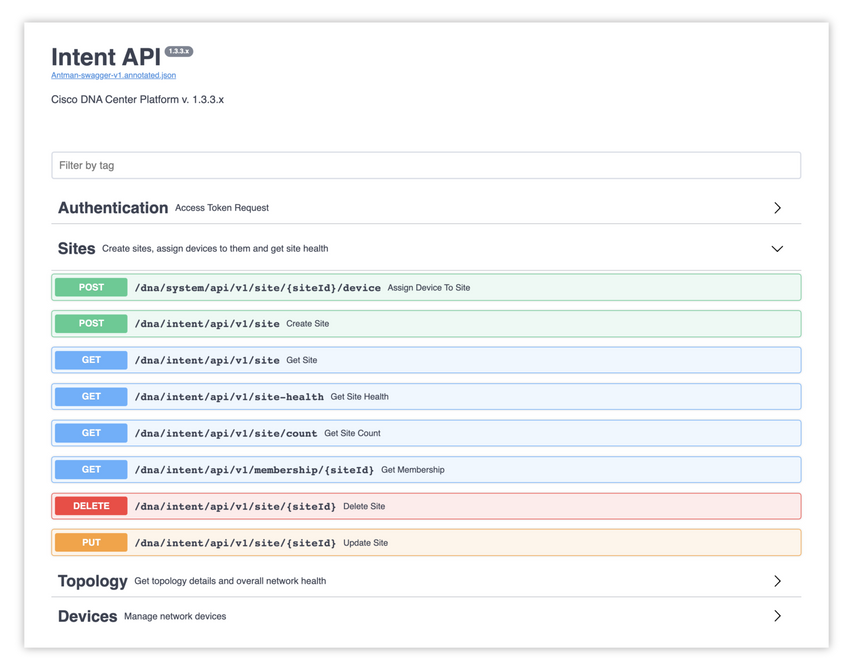 Intent API 1.3.3.x
Antman-swagger-v1.annotated.json
Cisco DNA Center Platform v. 1.3.3.x
Filter by tag
Authentication Access Token Request
Sites Create sites, assign devices to them and get site health
POST /dna/system/api/v1/site/{siteId}/device Assign Device To Site
POST /dna/intent/api/v1/site Create Site
GET /dna/intent/api/v1/site Get Site
GET /dna/intent/api/v1/site-health Get Site Health
GET /dna/intent/api/v1/site/count Get Site Count
GET /dna/intent/api/v1/membership/{siteId} Get Membership
DELETE /dna/intent/api/v1/site/{siteId} Delete Site
PUT /dna/intent/api/v1/site/{siteId} Update Site
Topology Get topology details and overall network health
Devices Manage network devices